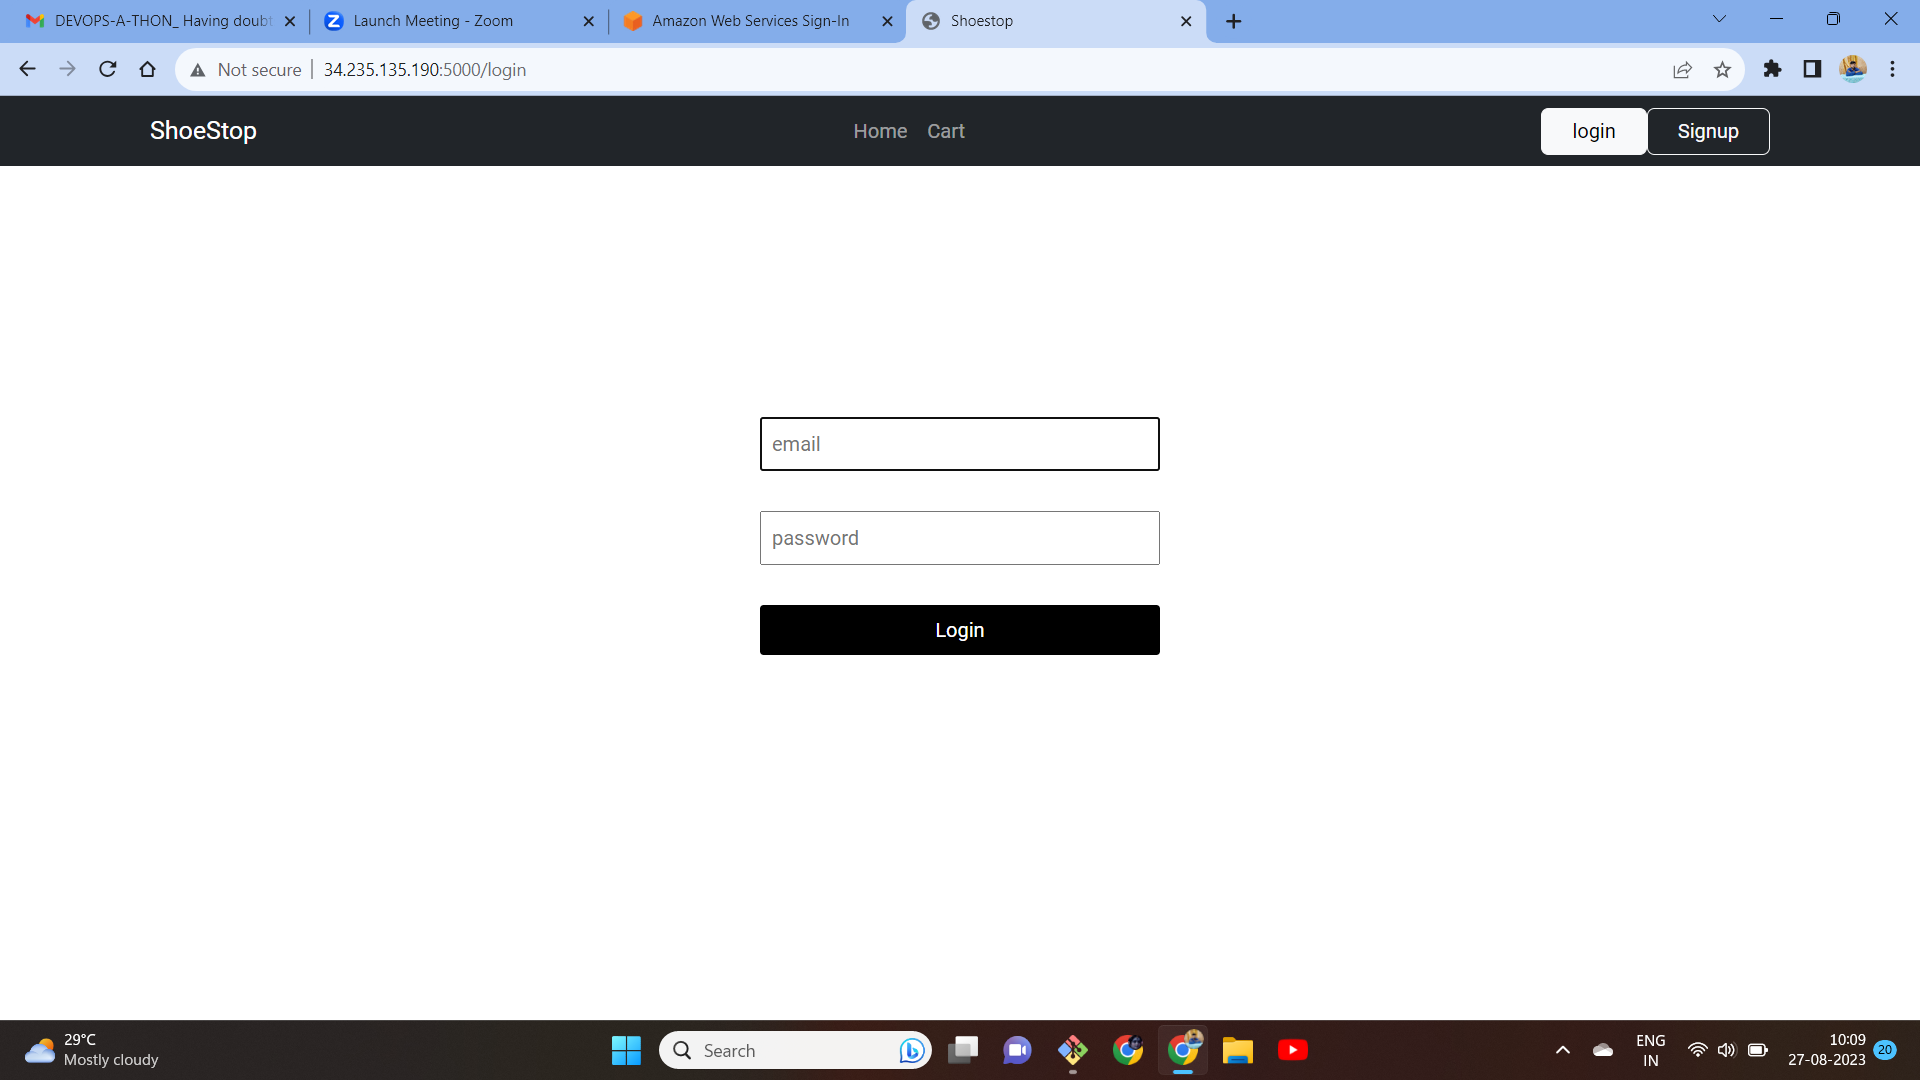 DEVOPS-A-THON_ Having doubt
Launch Meeting - Zoom
Amazon Web Services Sign-In
Shoestop
Not secure
34.235.135.190:5000/login
ShoeStop
Home
Cart
login
Signup
email
password
Login
29°C
Mostly cloudy
Search
ENG
IN
10:09
27-08-2023
20